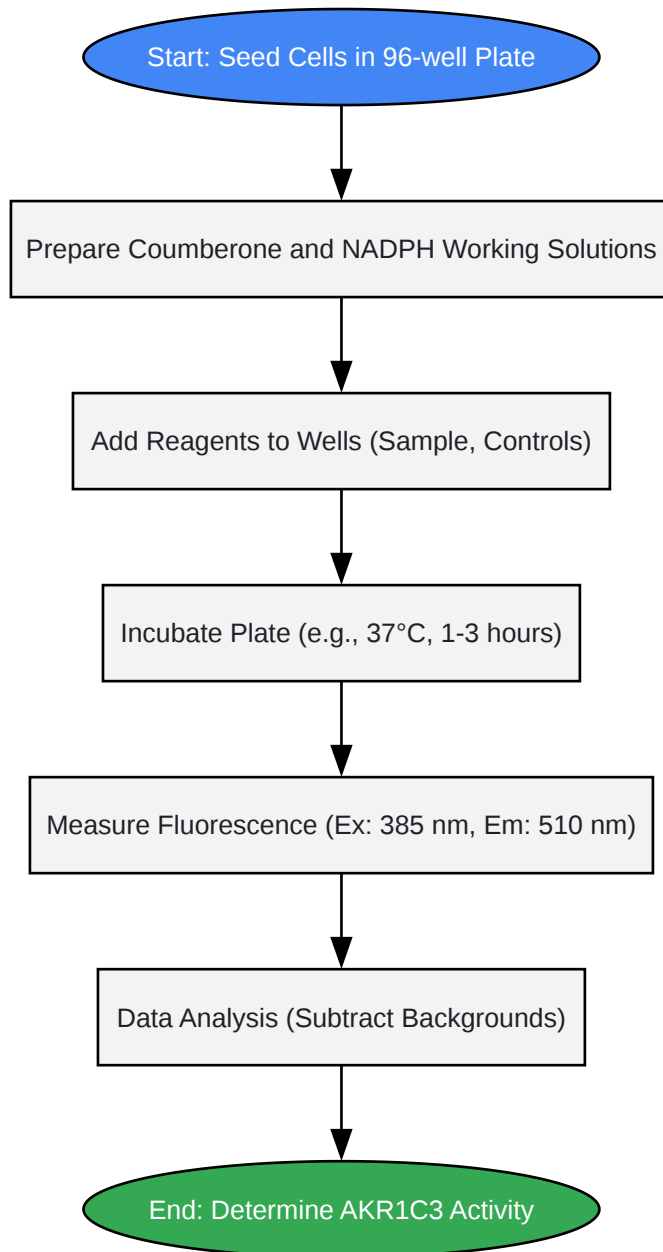 Start: Seed Cells in 96-well Plate
Prepare Coumberone and NADPH Working Solutions
Add Reagents to Wells (Sample, Controls)
Incubate Plate (e.g., 37°C, 1-3 hours)
Measure Fluorescence (Ex: 385 nm, Em: 510 nm)
Data Analysis (Subtract Backgrounds)
End: Determine AKR1C3 Activity